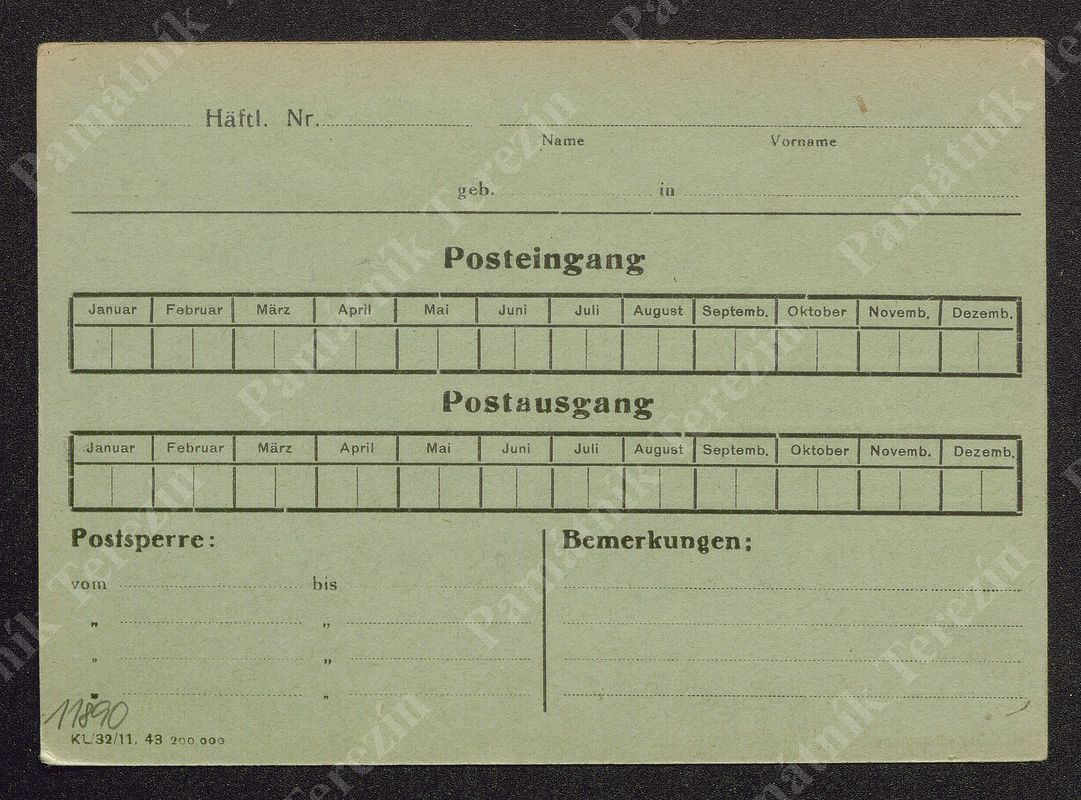 Häftl. Nr.
Name Vorname
geb. in
Posteingang
Januar Februar März April Mai Juni Juli August Septemb. Oktober Novemb. Dezemb.
Postausgang
Januar Februar März April Mai Juni Juli August Septemb. Oktober Novemb. Dezemb.
Postsperre: Bemerkungen:
vom bis
„ „
„ „
„ „
11890
KL/32/11. 43 200.000
Památník Terezín